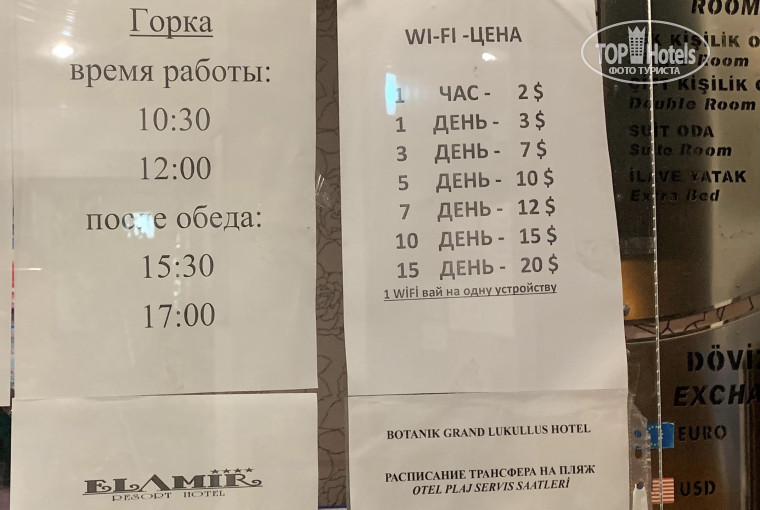 Горка
время работы:
10:30
12:00
после обеда:
15:30
17:00
ELAMİR
RESORT HOTEL
WI-FI -ЦЕНА
1 ЧАС - 2 $
1 ДЕНЬ - 3 $
3 ДЕНЬ - 7 $
5 ДЕНЬ - 10 $
7 ДЕНЬ - 12 $
10 ДЕНЬ - 15 $
15 ДЕНЬ - 20 $
1 WiFi вай на одну устройству
BOTANIK GRAND LUKULLUS HOTEL
РАСПИСАНИЕ ТРАНСФЕРА НА ПЛЯЖ
OTEL PLAJ SERVIS SAATLERİ
TOP Hotels
ФОТО ТУРИСТА
ROOM
KİŞİLİK
Room
KİŞİLİK
Double Room
SUİT ODA
Suite Room
İLAVE YATAK
Extra Bed
DÖVİZ
EXCHA
EURO
USD